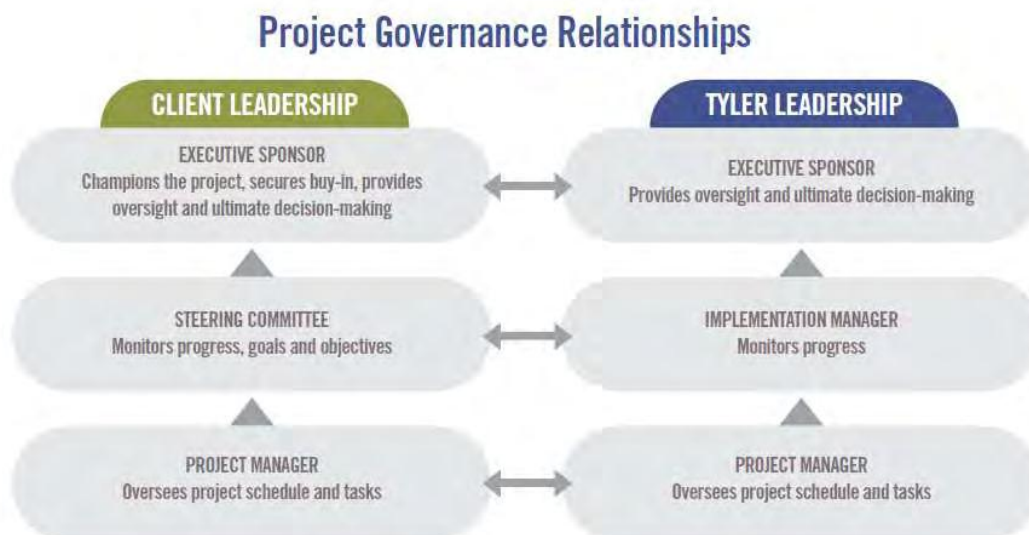 Project Governance Relationships
CLIENT LEADERSHIP
EXECUTIVE SPONSOR
Champions the project, secures buy-in, provides
oversight and ultimate decision-making
STEERING COMMITTEE
Monitors progress, goals and objectives
PROJECT MANAGER
Oversees project schedule and tasks
TYLER LEADERSHIP
EXECUTIVE SPONSOR
Provides oversight and ultimate decision-making
IMPLEMENTATION MANAGER
Monitors progress
PROJECT MANAGER
Oversees project schedule and tasks